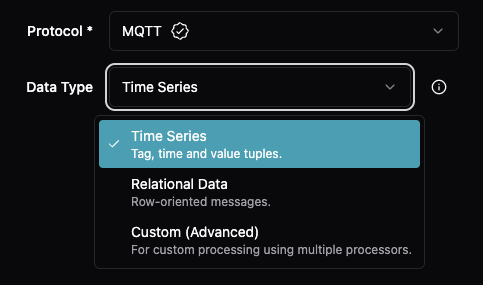 Protocol * MQTT
Data Type Time Series
Time Series
Tag, time and value tuples.
Relational Data
Row-oriented messages.
Custom (Advanced)
For custom processing using multiple processors.